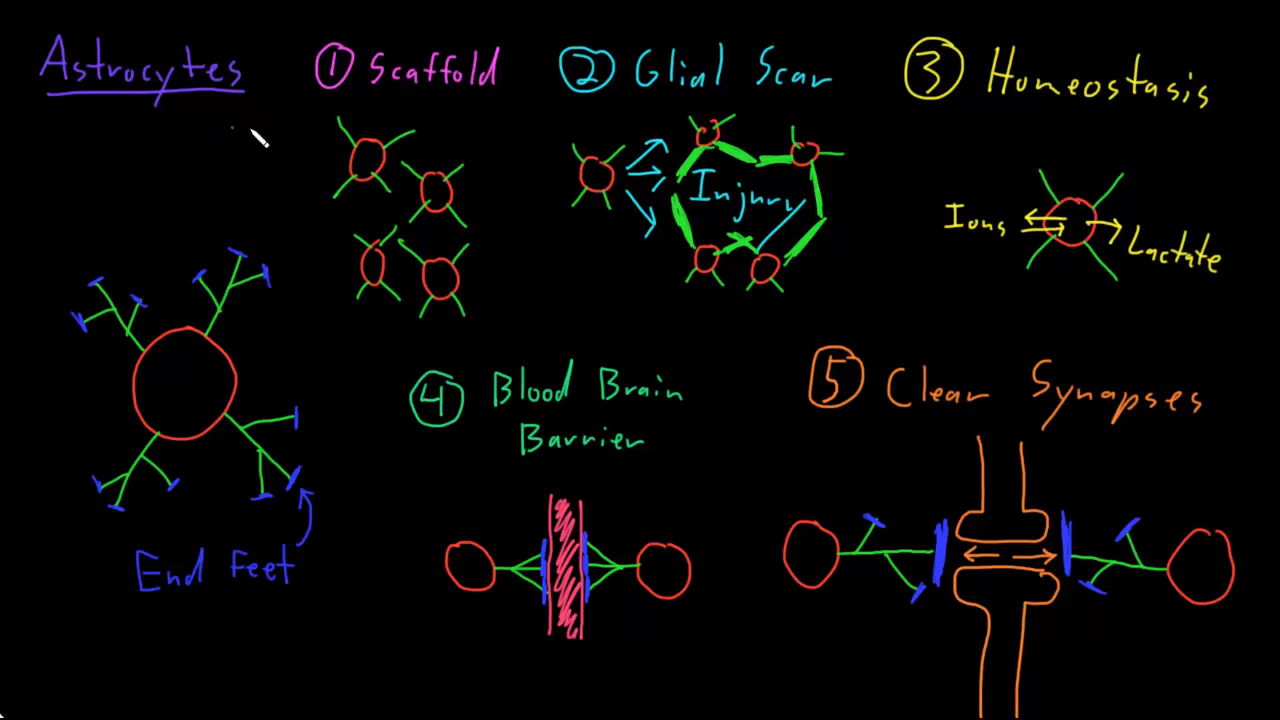 Astrocytes
① Scaffold
② Glial Scar
③ Homeostasis
Injury
Ions
Lactate
④ Blood Brain
Barrier
⑤ Clear Synapses
End Feet